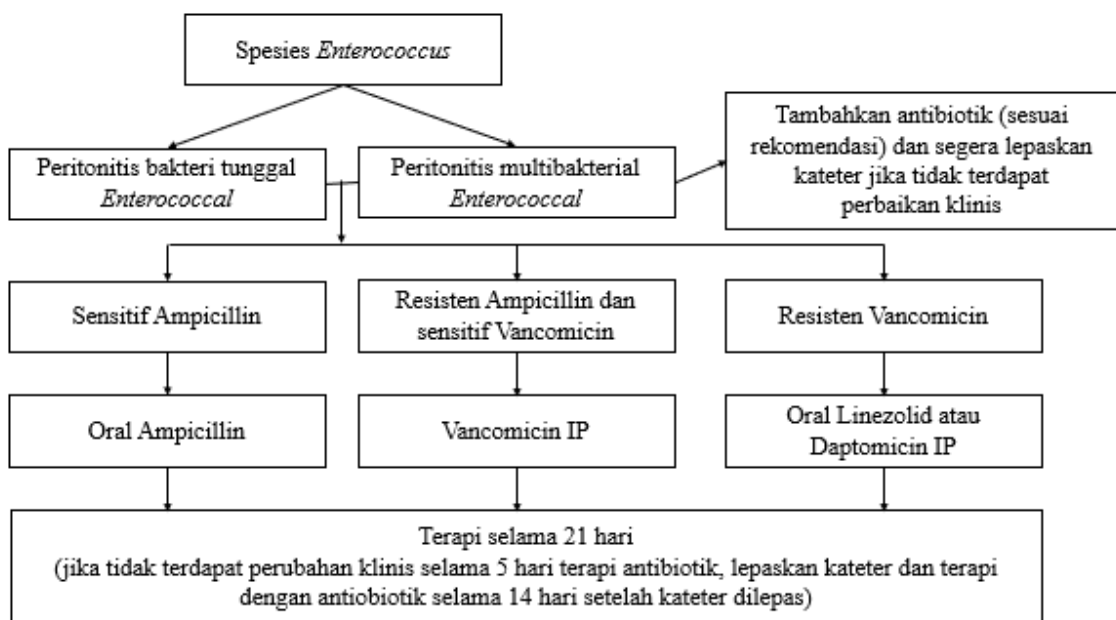 Spesies Enterococcus
Tambahkan antibiotik (sesuai
rekomendasi) dan segera lepaskan
kateter jika tidak terdapat
perbaikan klinis
Peritonitis bakteri tunggal
Enterococcal
Peritonitis multibakterial
Enterococcal
Sensitif Ampicillin
Resisten Ampicillin dan
sensitif Vancomicin
Resisten Vancomicin
Oral Ampicillin
Vancomicin IP
Oral Linezolid atau
Daptomicin IP
Terapi selama 21 hari
(jika tidak terdapat perubahan klinis selama 5 hari terapi antibiotik, lepaskan kateter dan terapi
dengan antiobiotik selama 14 hari setelah kateter dilepas)